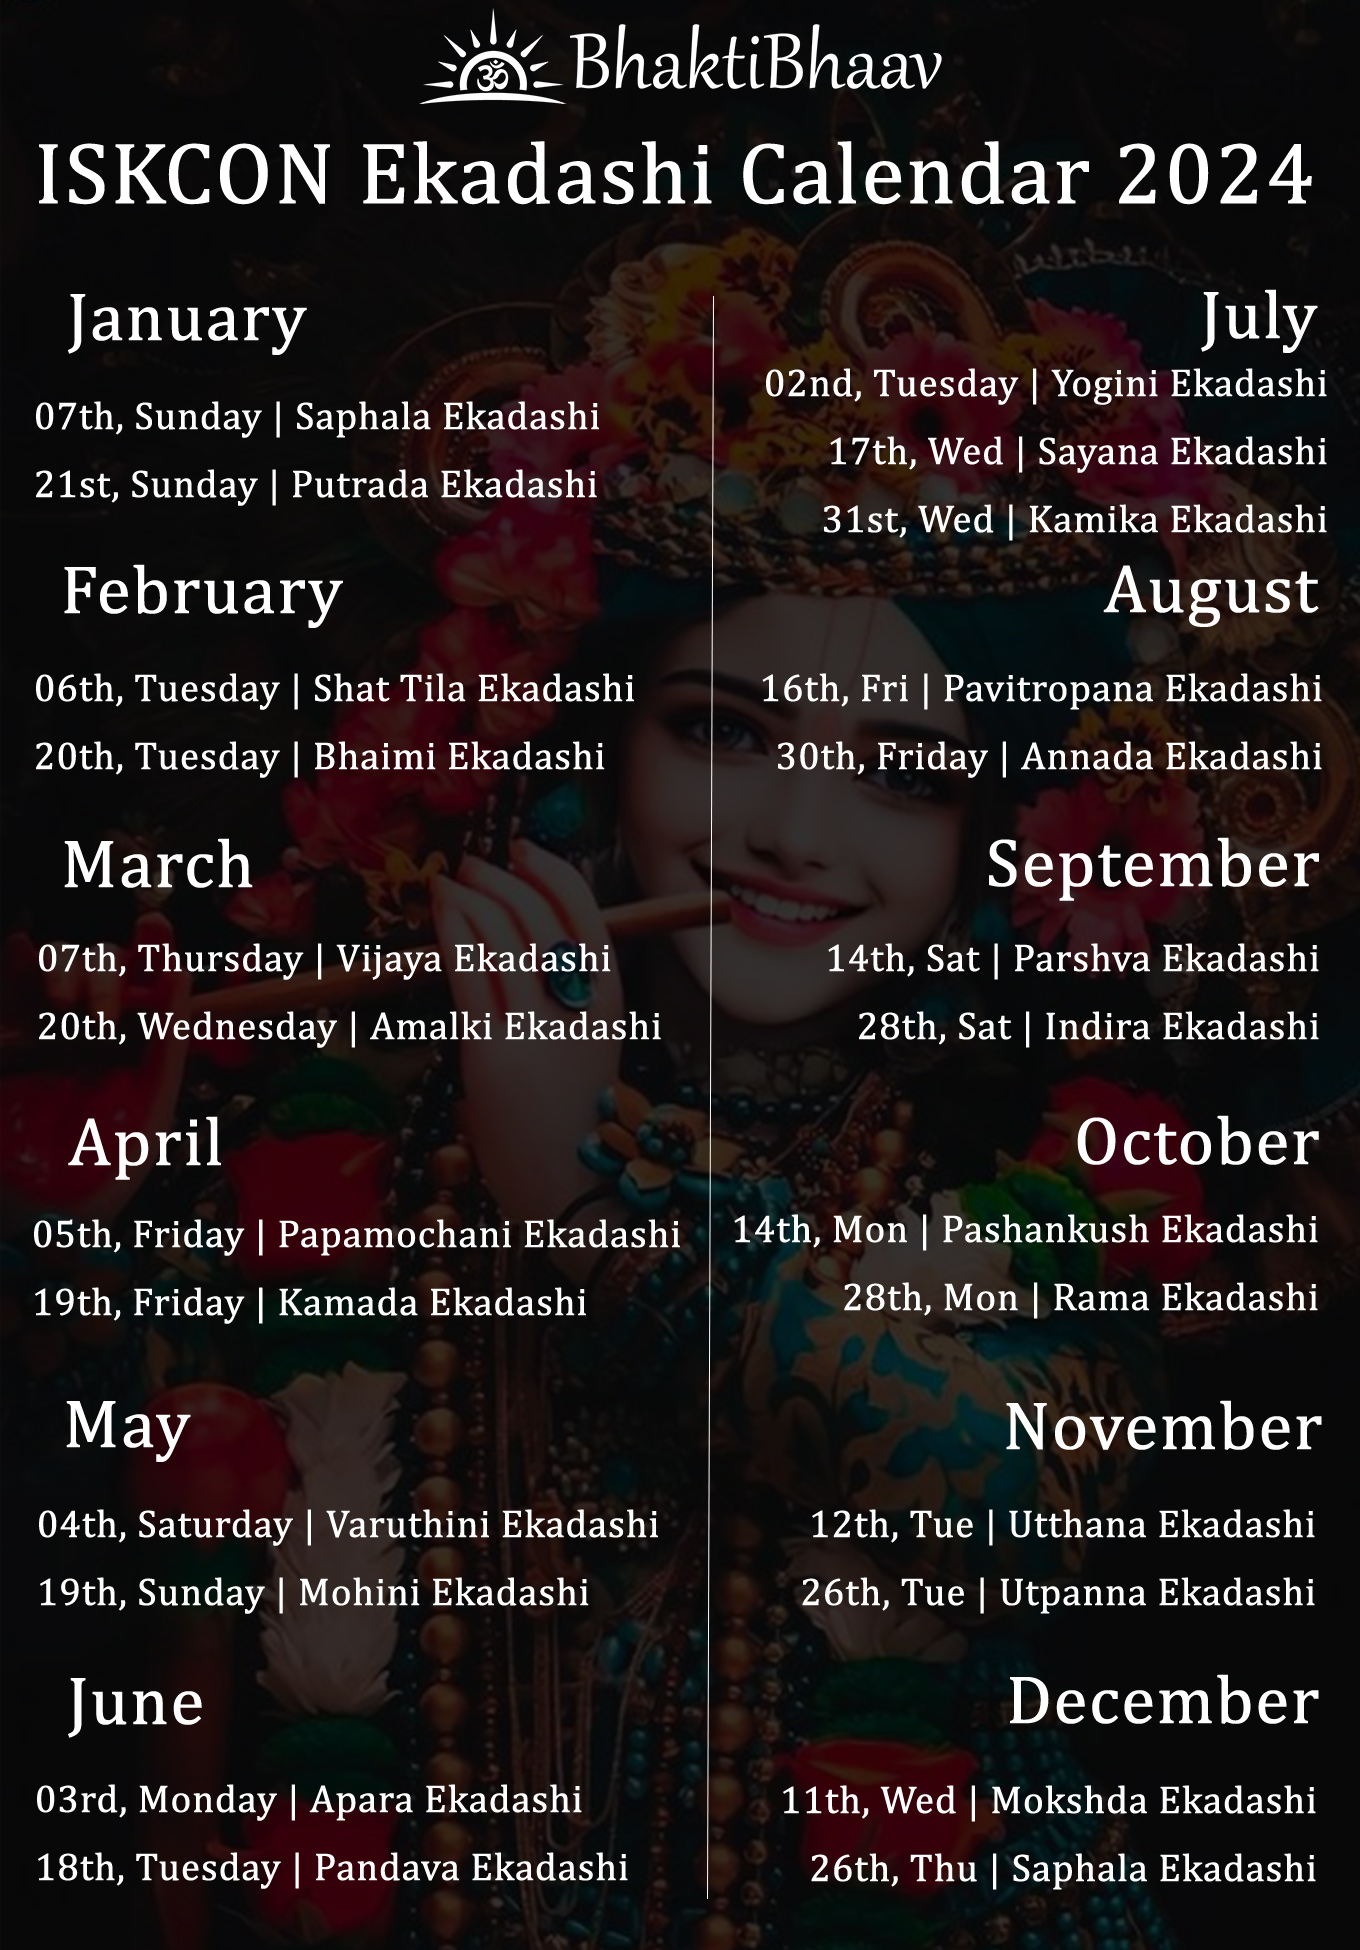 BhaktiBhaav
ISKCON Ekadashi Calendar 2024
January
07th, Sunday | Saphala Ekadashi
21st, Sunday | Putrada Ekadashi
February
06th, Tuesday | Shat Tila Ekadashi
20th, Tuesday | Bhaimi Ekadashi
March
07th, Thursday | Vijaya Ekadashi
20th, Wednesday | Amalki Ekadashi
April
05th, Friday | Papamochani Ekadashi
19th, Friday | Kamada Ekadashi
May
04th, Saturday | Varuthini Ekadashi
19th, Sunday | Mohini Ekadashi
June
03rd, Monday | Apara Ekadashi
18th, Tuesday | Pandava Ekadashi
July
02nd, Tuesday | Yogini Ekadashi
17th, Wed | Sayana Ekadashi
31st, Wed | Kamika Ekadashi
August
16th, Fri | Pavitropana Ekadashi
30th, Friday | Annada Ekadashi
September
14th, Sat | Parshva Ekadashi
28th, Sat | Indira Ekadashi
October
14th, Mon | Pashankush Ekadashi
28th, Mon | Rama Ekadashi
November
12th, Tue | Utthana Ekadashi
26th, Tue | Utpanna Ekadashi
December
11th, Wed | Mokshda Ekadashi
26th, Thu | Saphala Ekadashi